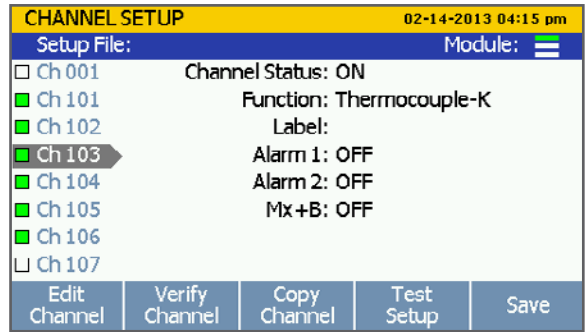 CHANNEL SETUP 02-14-2013 04:15 pm
Setup File: Module:
Ch 001 Channel Status: ON
Ch 101 Function: Thermocouple-K
Ch 102 Label:
Ch 103 Alarm 1: OFF
Ch 104 Alarm 2: OFF
Ch 105 Mx+B: OFF
Ch 106
Ch 107
Edit Channel Verify Channel Copy Channel Test Setup Save